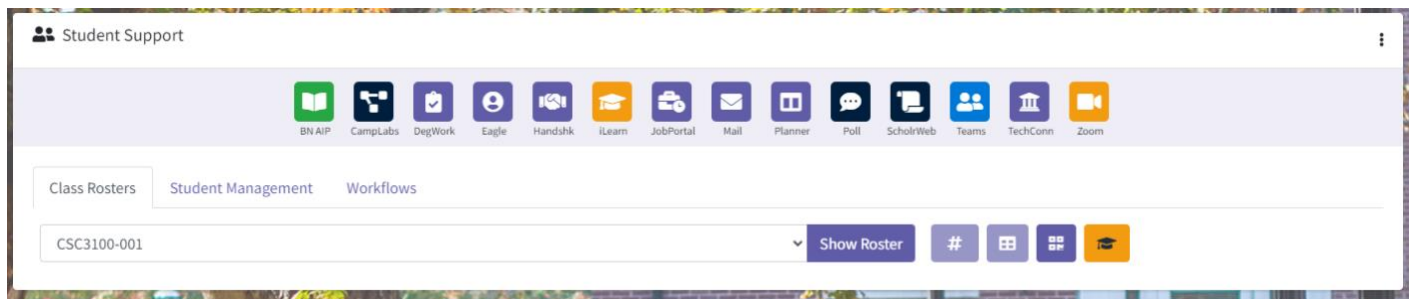 Student Support
BN AIP CampLabs DegWork Eagle Handshk iLearn JobPortal Mail Planner Poll ScholrWeb Teams TechConn Zoom
Class Rosters Student Management Workflows
CSC3100-001 Show Roster #